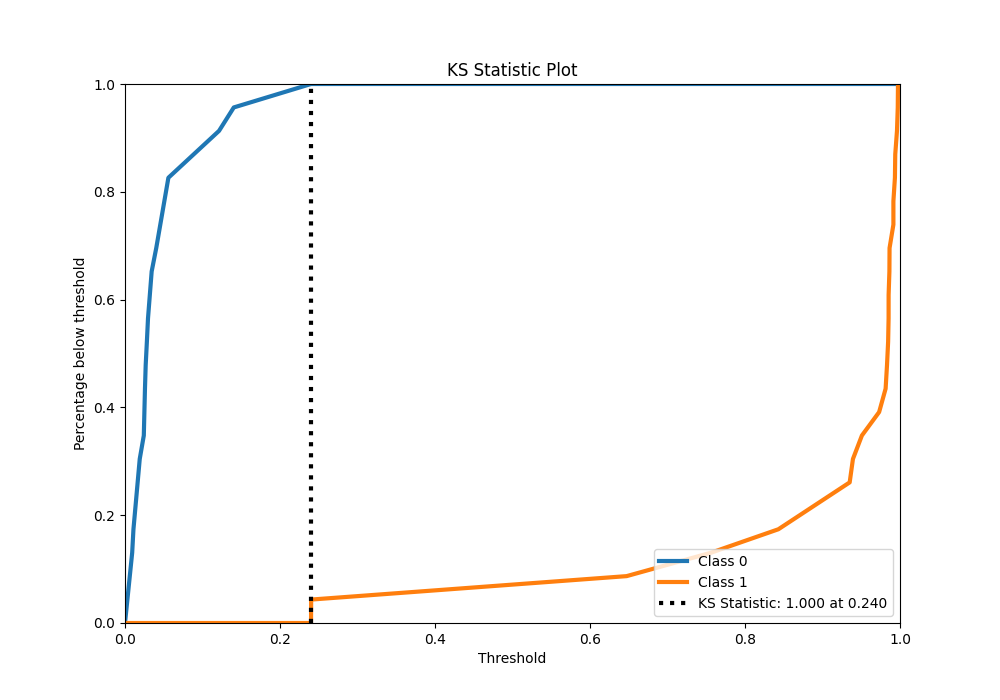 KS Statistic Plot
1.0
0.8
0.6
0.4
0.2
0.0
Percentage below threshold
0.0 0.2 0.4 0.6 0.8 1.0
Threshold
Class 0
Class 1
KS Statistic: 1.000 at 0.240